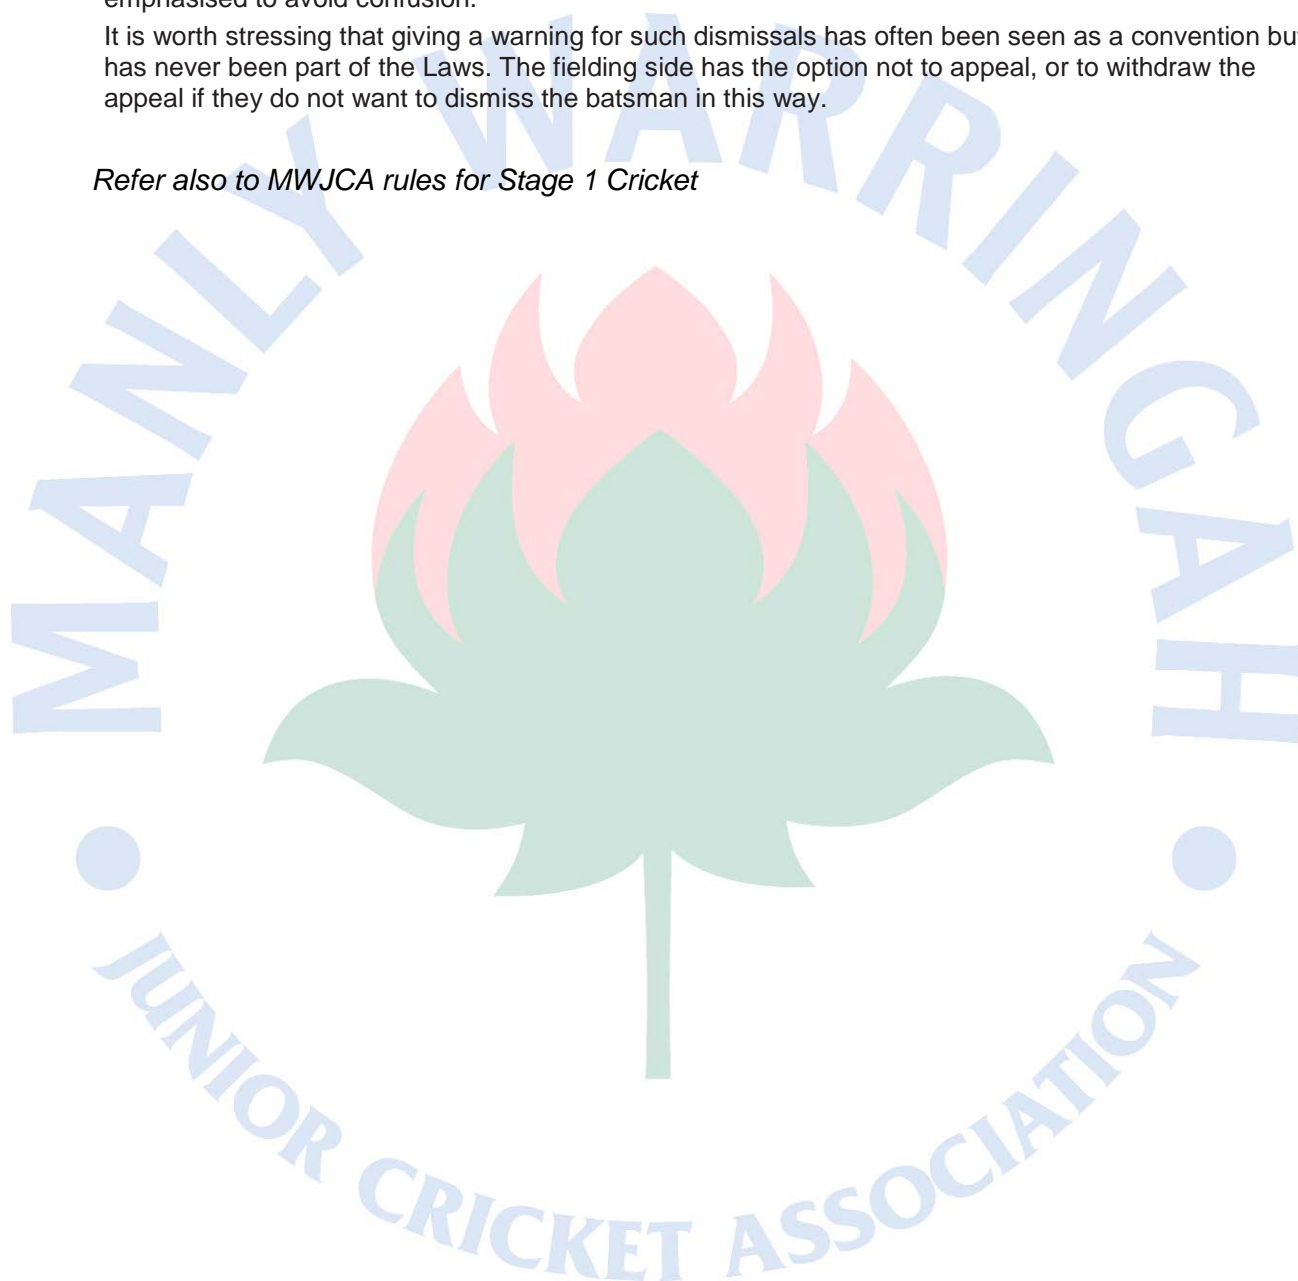 emphasised to avoid confusion.
It is worth stressing that giving a warning for such dismissals has often been seen as a convention but
has never been part of the Laws. The fielding side has the option not to appeal, or to withdraw the
appeal if they do not want to dismiss the batsman in this way.
Refer also to MWJCA rules for Stage 1 Cricket
MANLY WARRINGAH
JUNIOR CRICKET ASSOCIATION